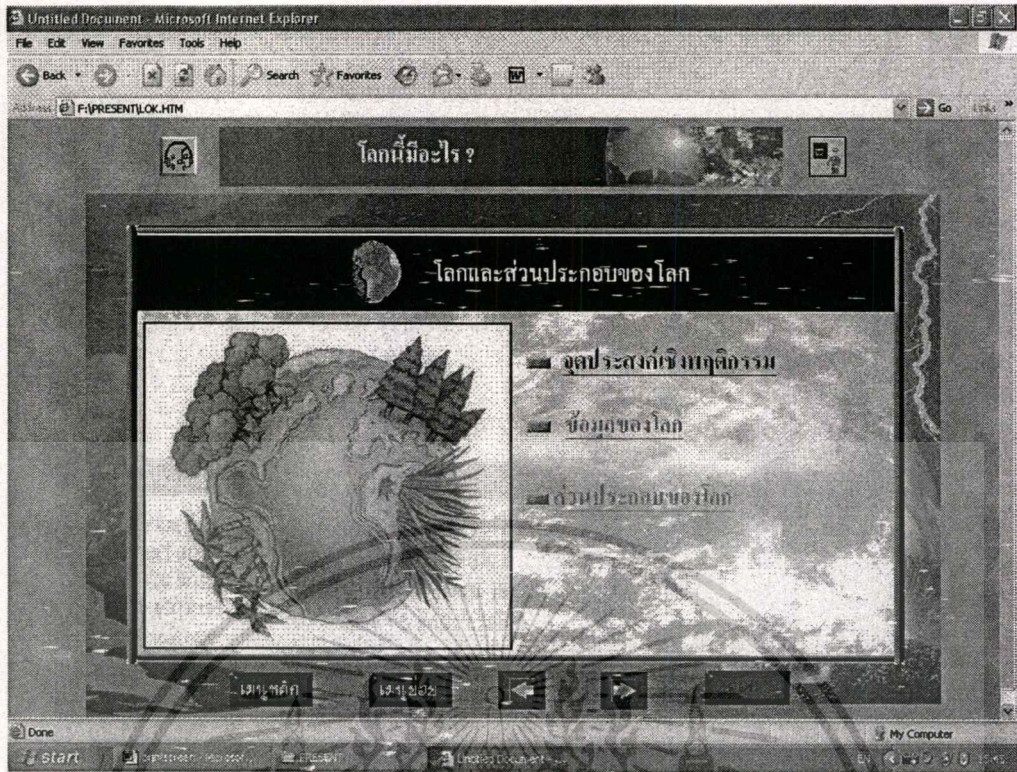 Untitled Document - Microsoft Internet Explorer
File Edit View Favorites Tools Help
Back Search Favorites
Address F:\PRESENT\LOK.HTM Go Links »
โลกนี้มีอะไร ?
โลกและส่วนประกอบของโลก
จุดประสงค์เชิงพฤติกรรม
ข้อมูลของโลก
ส่วนประกอบของโลก
เมนูหลัก เมนูย่อย
Done My Computer
start PRESENT Untitled Document - ... EN